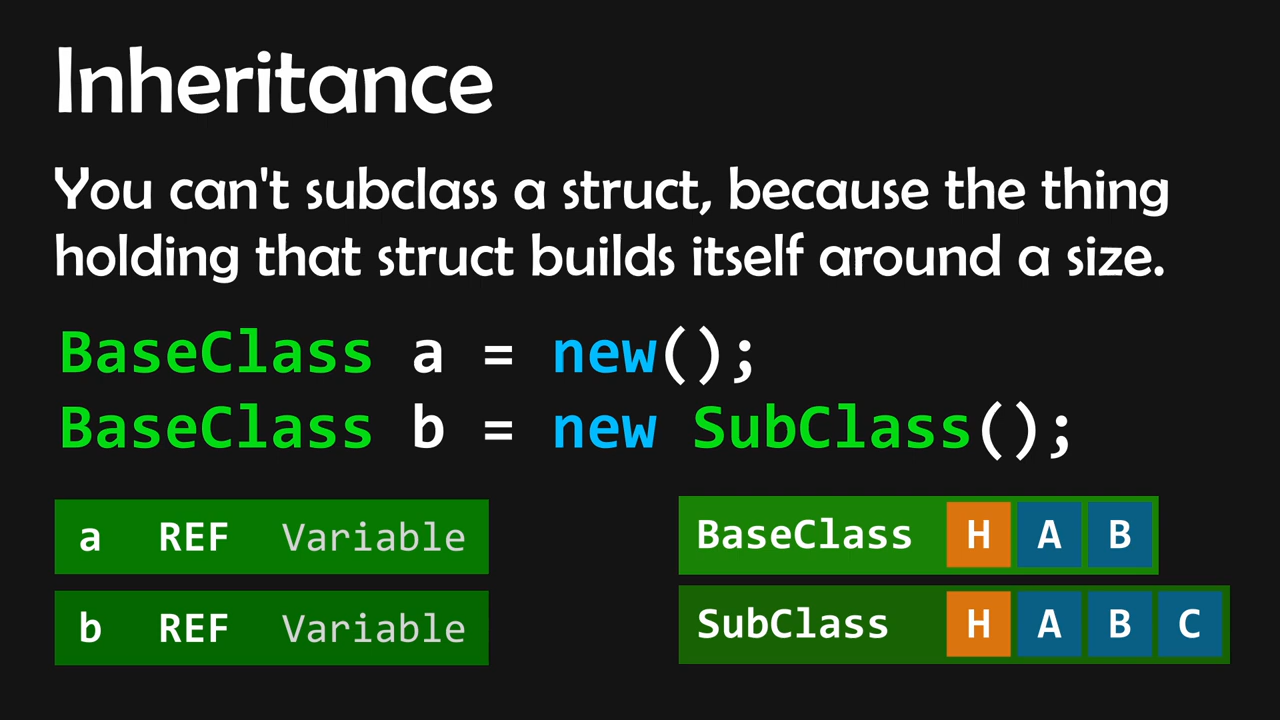 Inheritance
You can't subclass a struct, because the thing
holding that struct builds itself around a size.
BaseClass a = new();
BaseClass b = new SubClass();
a REF Variable
BaseClass H A B
b REF Variable
SubClass H A B C